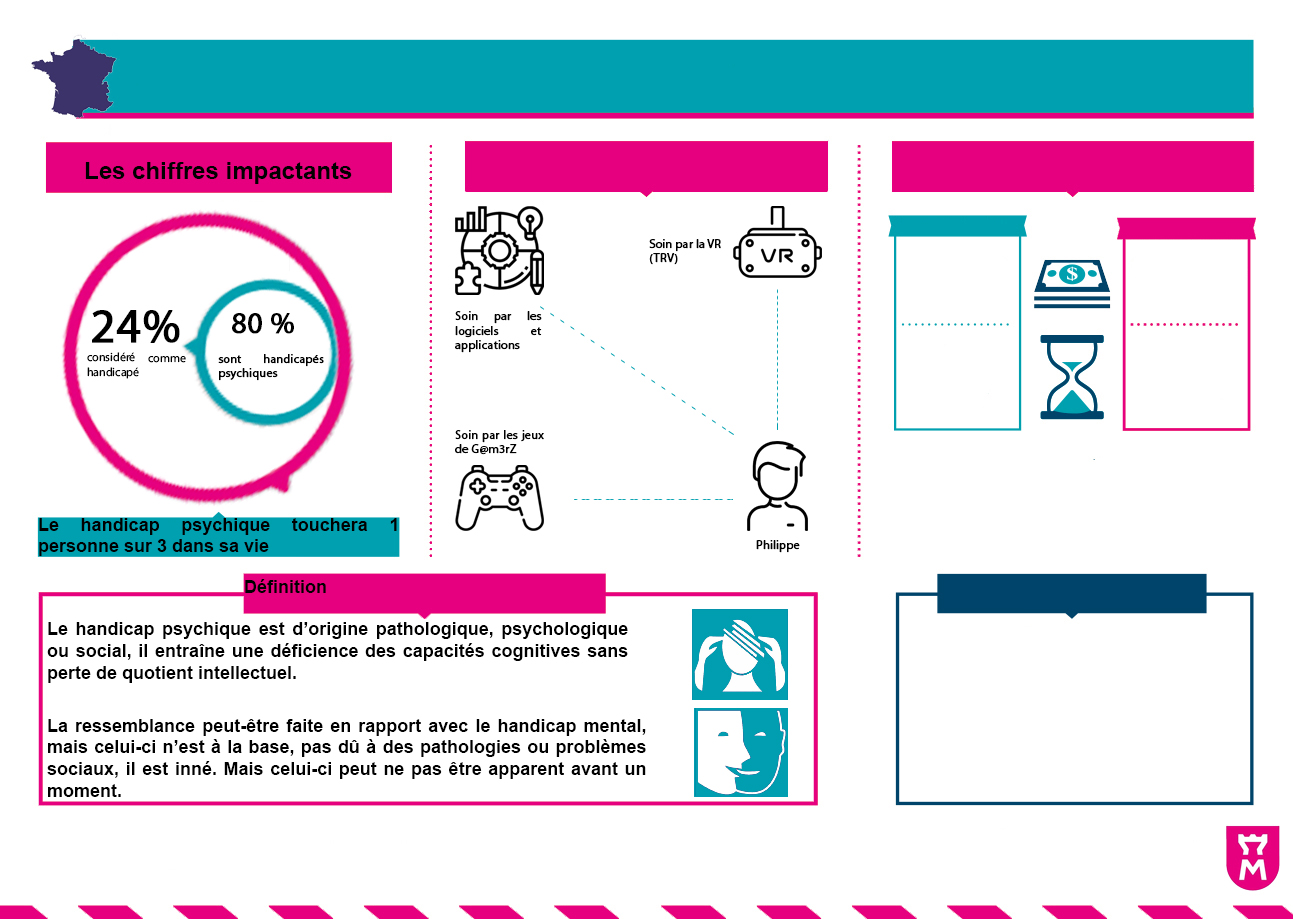 Les chiffres impactants
24%
considéré comme
handicapé
80 %
sont handicapés
psychiques
Le handicap psychique touchera 1
personne sur 3 dans sa vie
Soin par les
logiciels et
applications
Soin par la VR
(TRV)
VR
Soin par les jeux
de G@m3rZ
Philippe
$
Définition
Le handicap psychique est d’origine pathologique, psychologique
ou social, il entraîne une déficience des capacités cognitives sans
perte de quotient intellectuel.
La ressemblance peut-être faite en rapport avec le handicap mental,
mais celui-ci n’est à la base, pas dû à des pathologies ou problèmes
sociaux, il est inné. Mais celui-ci peut ne pas être apparent avant un
moment.
M